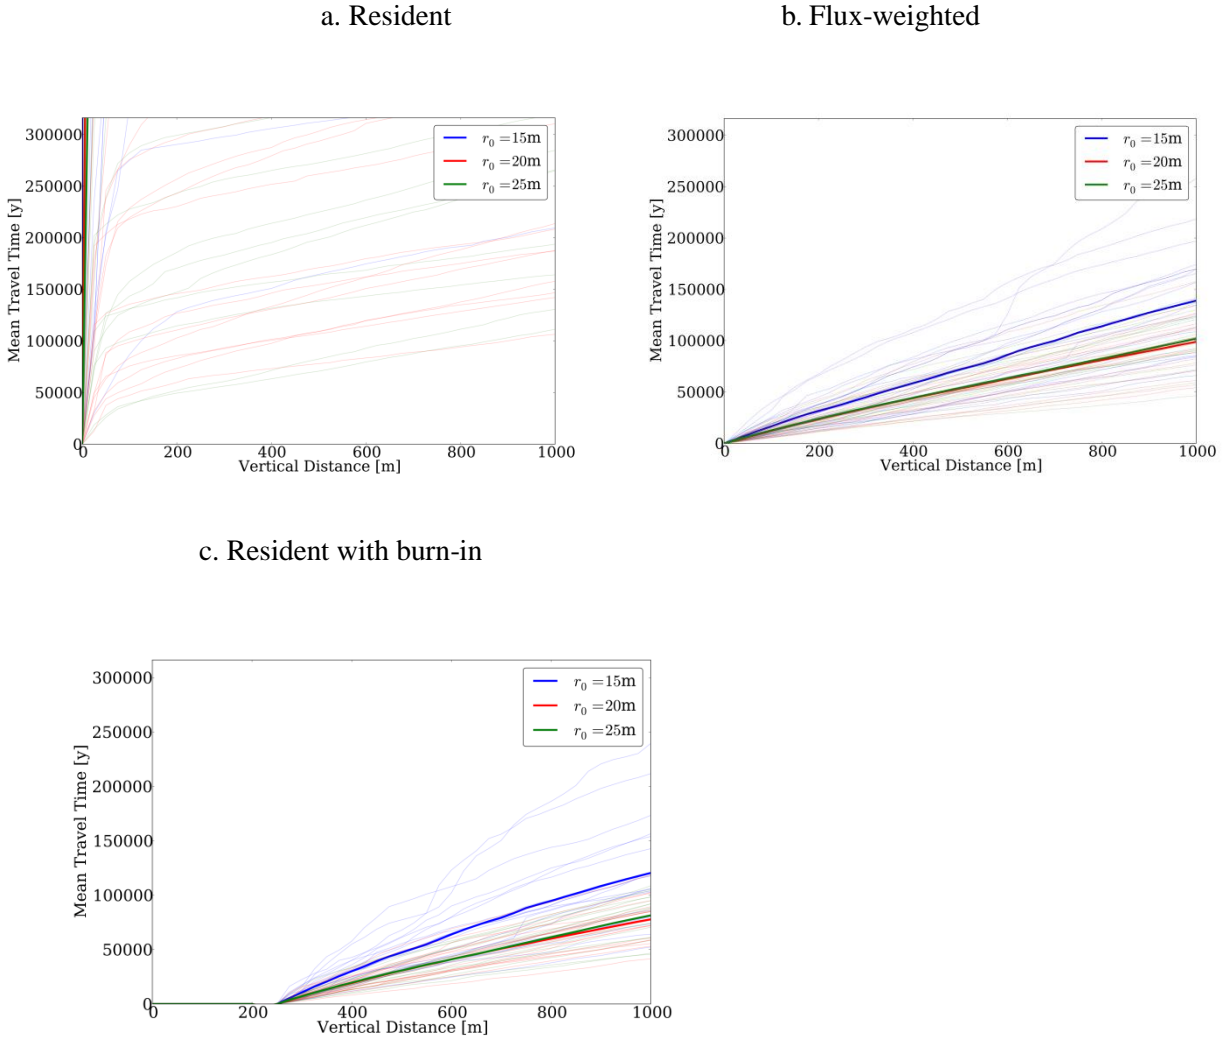 a. Resident
b. Flux-weighted
300000
250000
200000
150000
100000
50000
0
0 200 400 600 800 1000
Mean Travel Time [y]
Vertical Distance [m]
r₀ =15m
r₀ =20m
r₀ =25m
300000
250000
200000
150000
100000
50000
0
0 200 400 600 800 1000
Mean Travel Time [y]
Vertical Distance [m]
r₀ =15m
r₀ =20m
r₀ =25m
c. Resident with burn-in
300000
250000
200000
150000
100000
50000
0
0 200 400 600 800 1000
Mean Travel Time [y]
Vertical Distance [m]
r₀ =15m
r₀ =20m
r₀ =25m